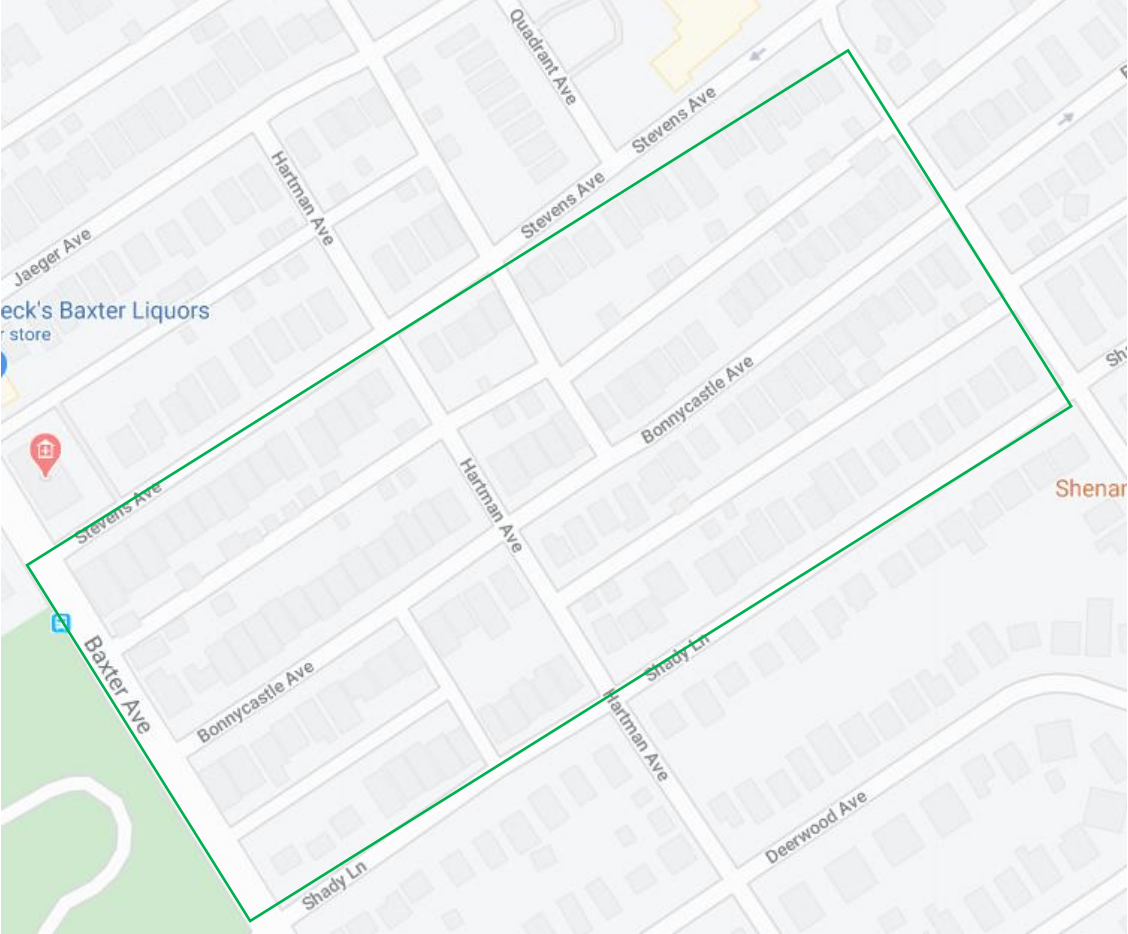 Quadrant Ave
Stevens Ave
Hartman Ave
Stevens Ave
Jaeger Ave
eck's Baxter Liquors
r store
Sha
Bonnycastle Ave
Hartman Ave
Stevens Ave
Shenar
Baxter Ave
Shady Ln
Bonnycastle Ave
Hartman Ave
Deerwood Ave
Shady Ln